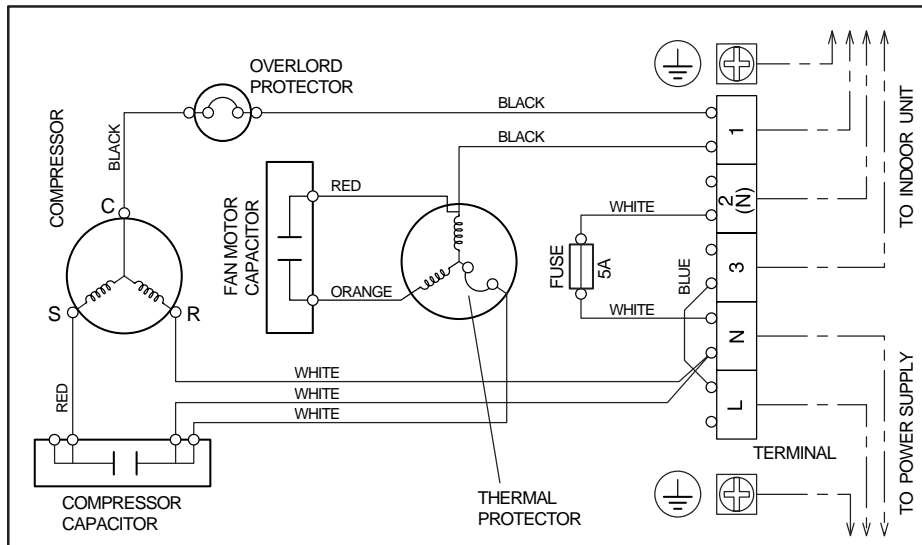 OVERLORD
PROTECTOR
COMPRESSOR
BLACK
BLACK
BLACK
C
S
R
RED
FAN MOTOR
CAPACITOR
RED
ORANGE
WHITE
FUSE
5A
WHITE
BLUE
1
2
(N)
3
N
L
TERMINAL
TO INDOOR UNIT
TO POWER SUPPLY
WHITE
WHITE
WHITE
COMPRESSOR
CAPACITOR
THERMAL
PROTECTOR